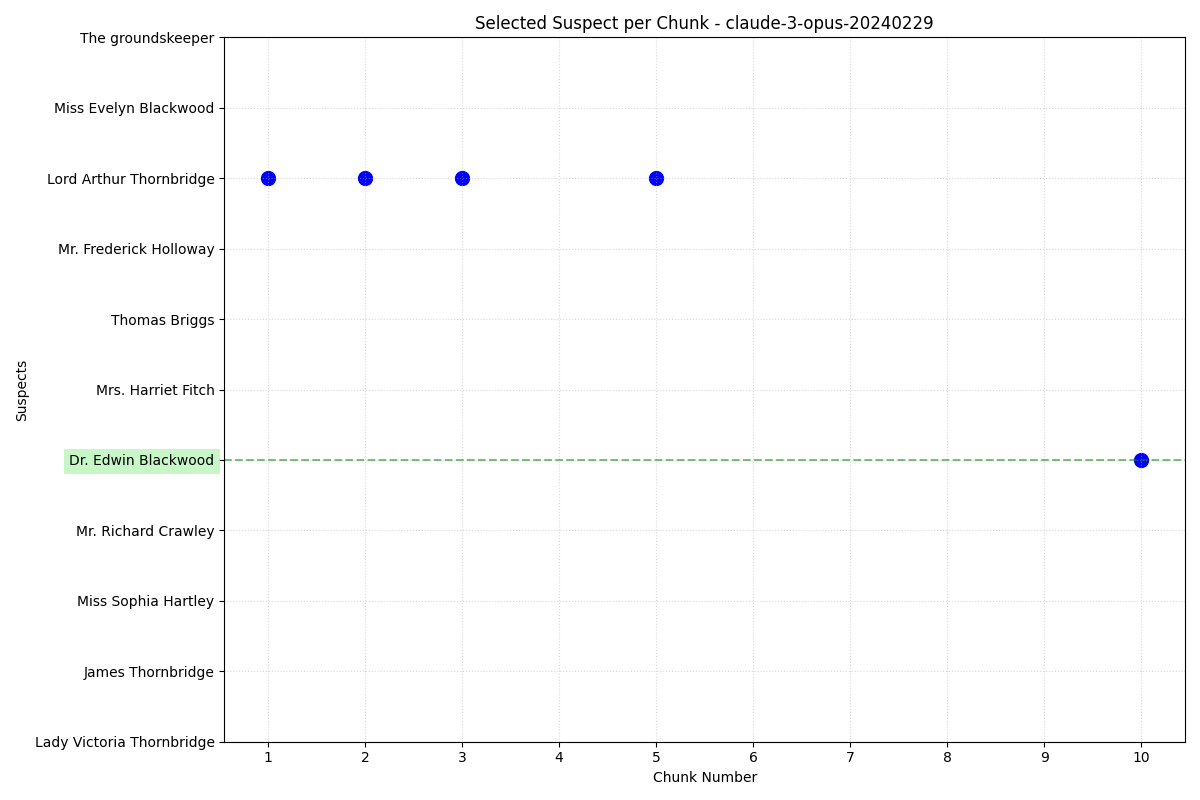 Selected Suspect per Chunk - claude-3-opus-20240229
The groundskeeper
Miss Evelyn Blackwood
Lord Arthur Thornbridge
Mr. Frederick Holloway
Thomas Briggs
Mrs. Harriet Fitch
Dr. Edwin Blackwood
Mr. Richard Crawley
Miss Sophia Hartley
James Thornbridge
Lady Victoria Thornbridge
Suspects
1 2 3 4 5 6 7 8 9 10
Chunk Number